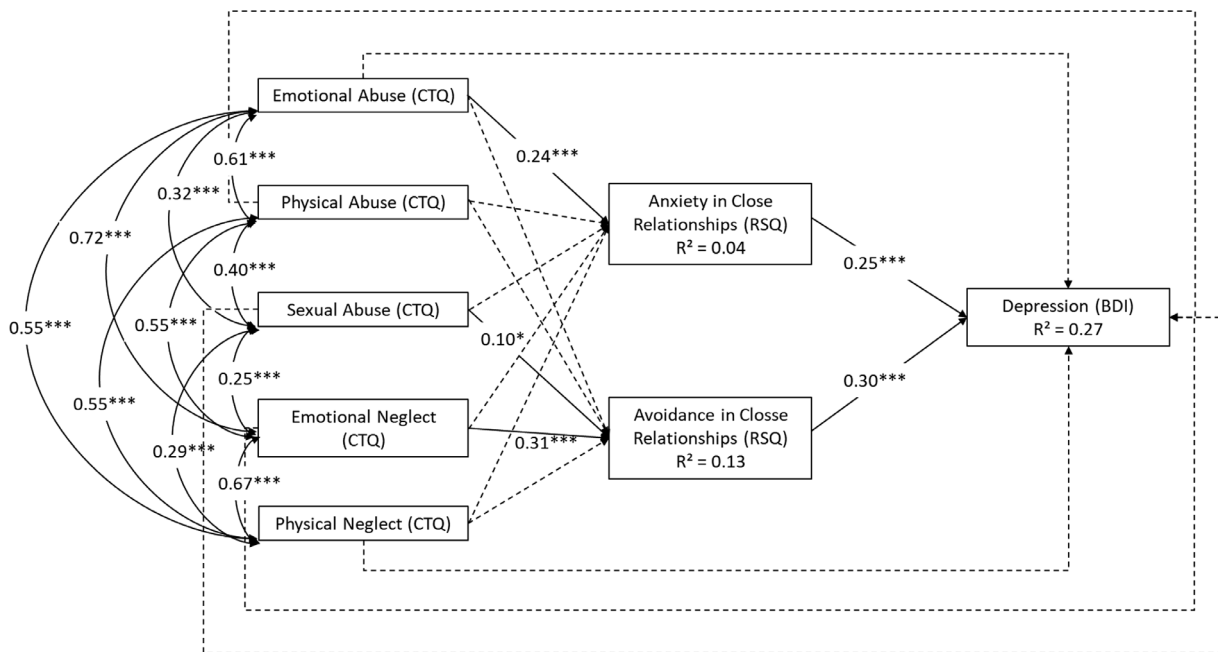 Emotional Abuse (CTQ)
0.61***
0.24***
0.32***
Physical Abuse (CTQ)
Anxiety in Close
Relationships (RSQ)
R² = 0.04
0.72***
0.40***
0.25***
Sexual Abuse (CTQ)
Depression (BDI)
R² = 0.27
0.55***
0.55***
0.10*
0.25***
0.30***
0.55***
Emotional Neglect
(CTQ)
Avoidance in Closse
Relationships (RSQ)
R² = 0.13
0.31***
0.29***
0.67***
Physical Neglect (CTQ)